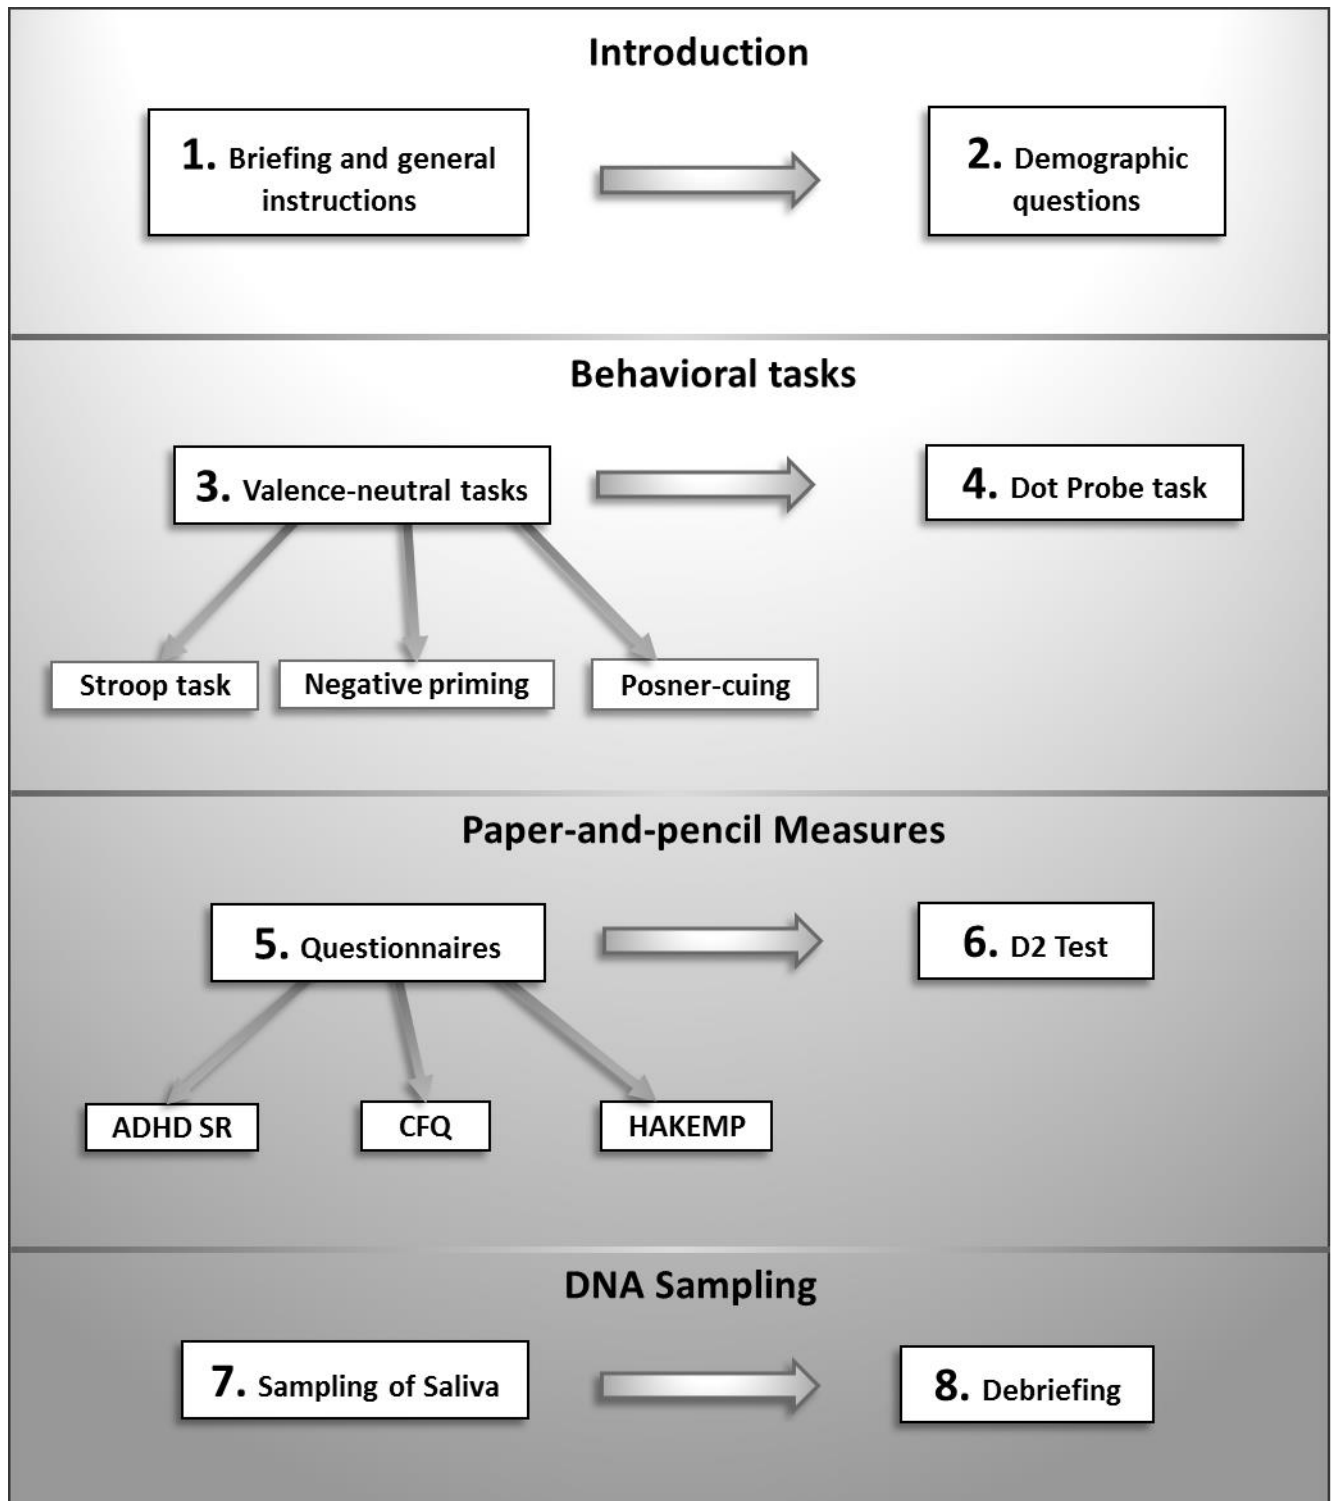 Introduction
1. Briefing and general
instructions
2. Demographic
questions
Behavioral tasks
3. Valence-neutral tasks
4. Dot Probe task
Stroop task
Negative priming
Posner-cuing
Paper-and-pencil Measures
5. Questionnaires
6. D2 Test
ADHD SR
CFQ
HAKEMP
DNA Sampling
7. Sampling of Saliva
8. Debriefing